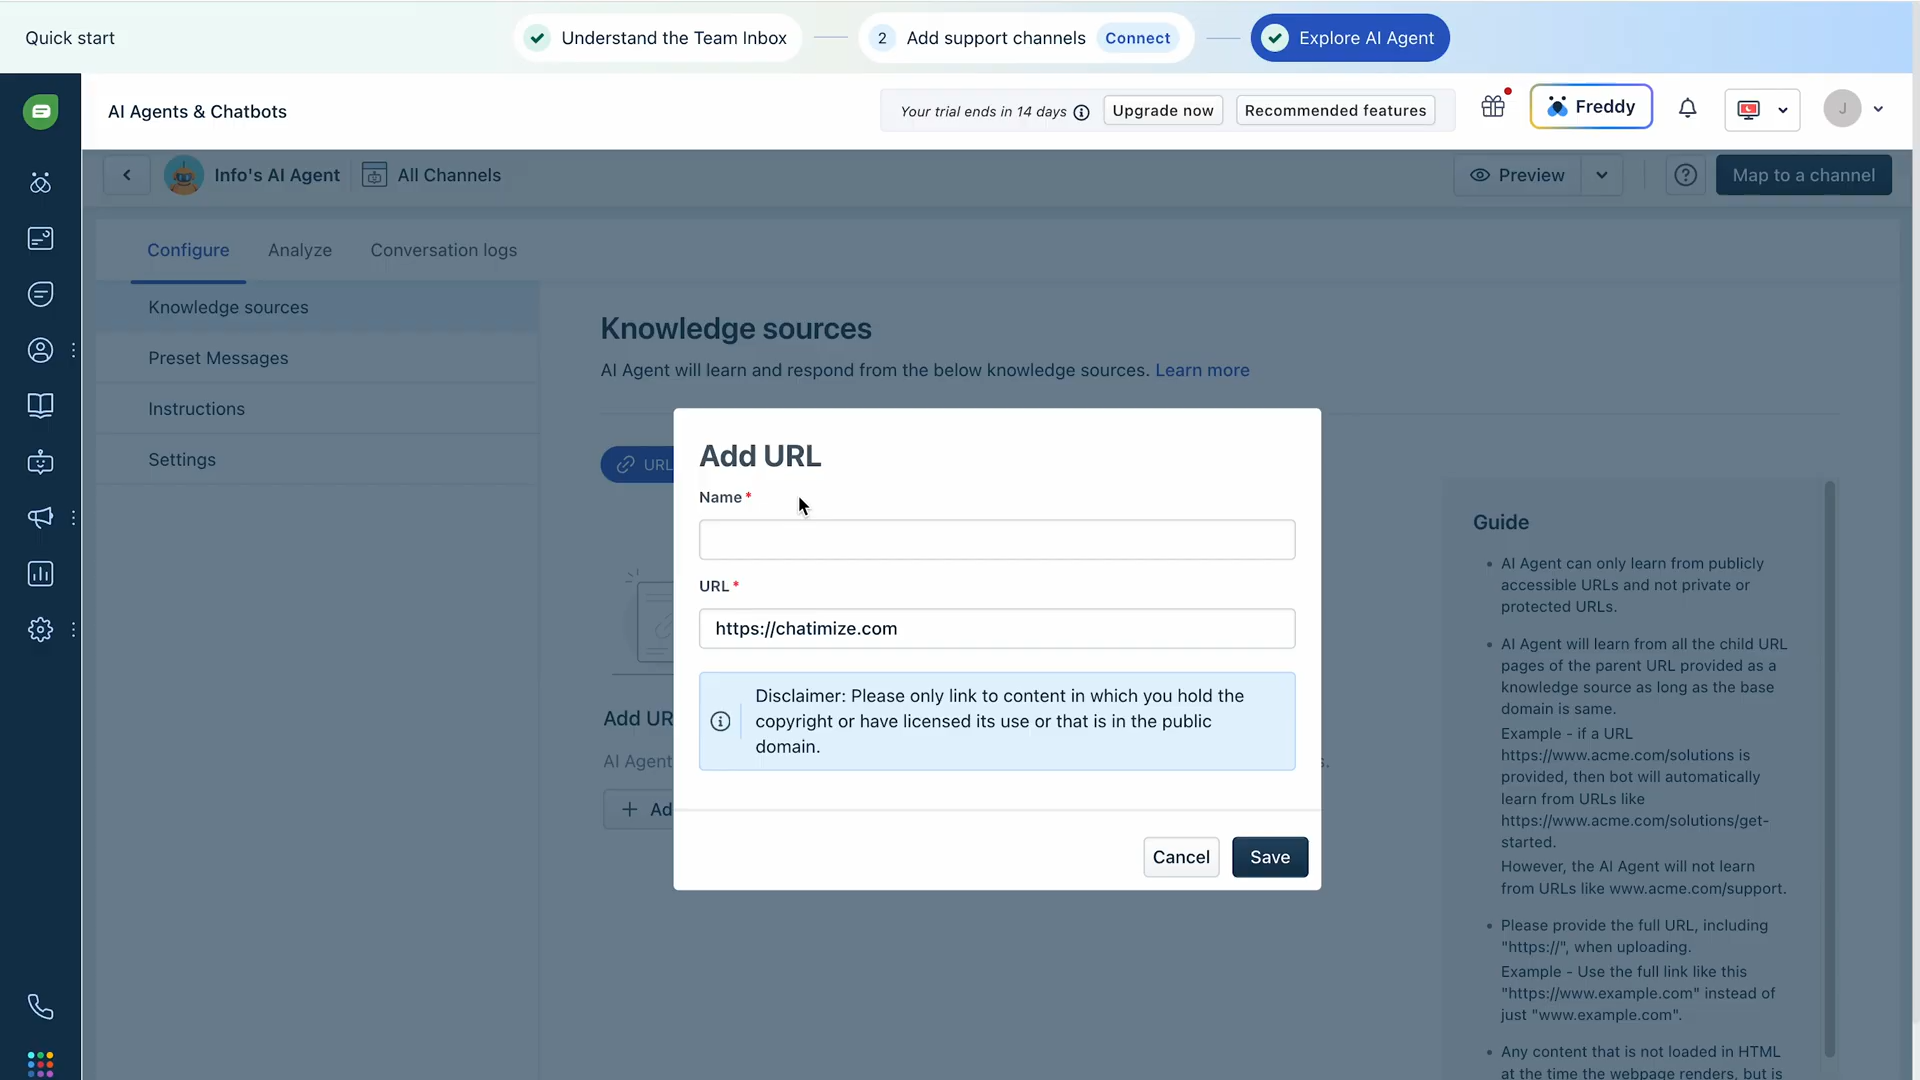 Quick start
Understand the Team Inbox
2 Add support channels Connect
Explore AI Agent
AI Agents & Chatbots
Your trial ends in 14 days
Upgrade now
Recommended features
Freddy
J
Info's AI Agent
All Channels
Preview
Map to a channel
Configure
Analyze
Conversation logs
Knowledge sources
Preset Messages
Instructions
Settings
Knowledge sources
AI Agent will learn and respond from the below knowledge sources. Learn more
URL
Add UR
AI Agent
s.
+ Ad
Add URL
Name *
URL *
https://chatimize.com
Disclaimer: Please only link to content in which you hold the
copyright or have licensed its use or that is in the public
domain.
Cancel
Save
Guide
• AI Agent can only learn from publicly
accessible URLs and not private or
protected URLs.
• AI Agent will learn from all the child URL
pages of the parent URL provided as a
knowledge source as long as the base
domain is same.
Example - if a URL
https://www.acme.com/solutions is
provided, then bot will automatically
learn from URLs like
https://www.acme.com/solutions/get-
started.
However, the AI Agent will not learn
from URLs like www.acme.com/support.
• Please provide the full URL, including
"https://", when uploading.
Example - Use the full link like this
"https://www.example.com" instead of
just "www.example.com".
• Any content that is not loaded in HTML
at the time the webpage renders, but is